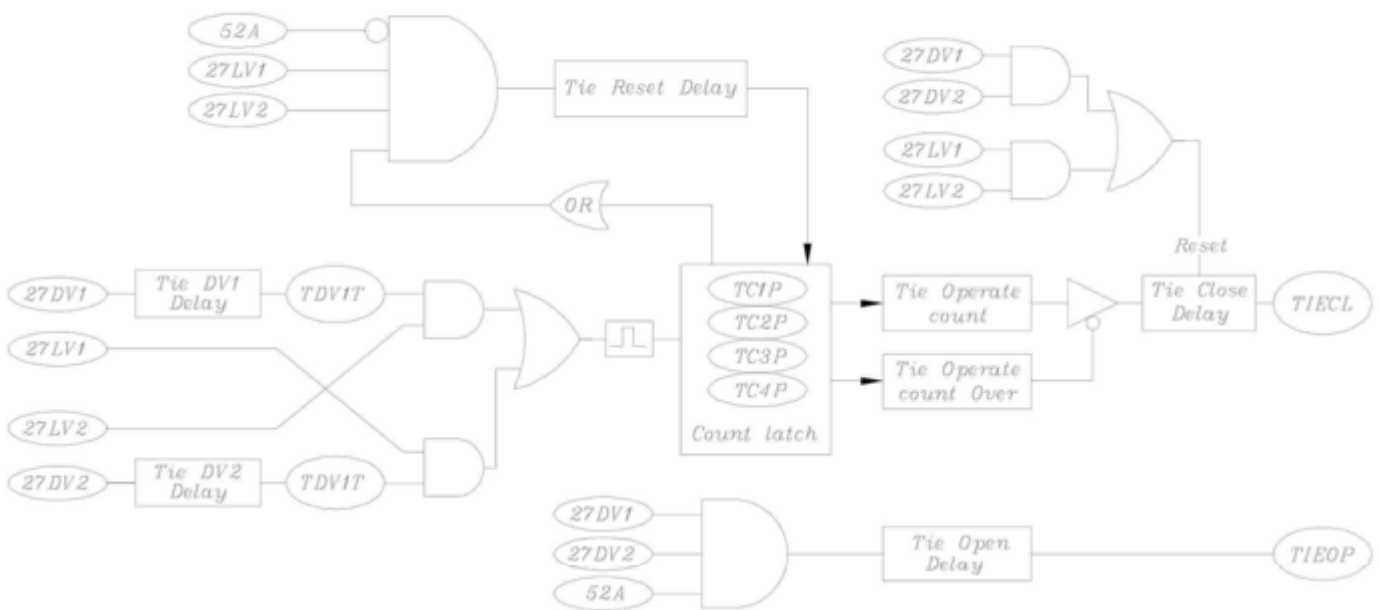 52A
27LV1
27LV2
Tie Reset Delay
27DV1
27DV2
27LV1
27LV2
OR
Reset
27DV1
Tie DV1
Delay
TDV1T
27LV1
27LV2
27DV2
Tie DV2
Delay
TDV1T
TC1P
TC2P
TC3P
TC4P
Count latch
Tie Operate
count
Tie Operate
count Over
Tie Close
Delay
TIECL
27DV1
27DV2
52A
Tie Open
Delay
TIEOP